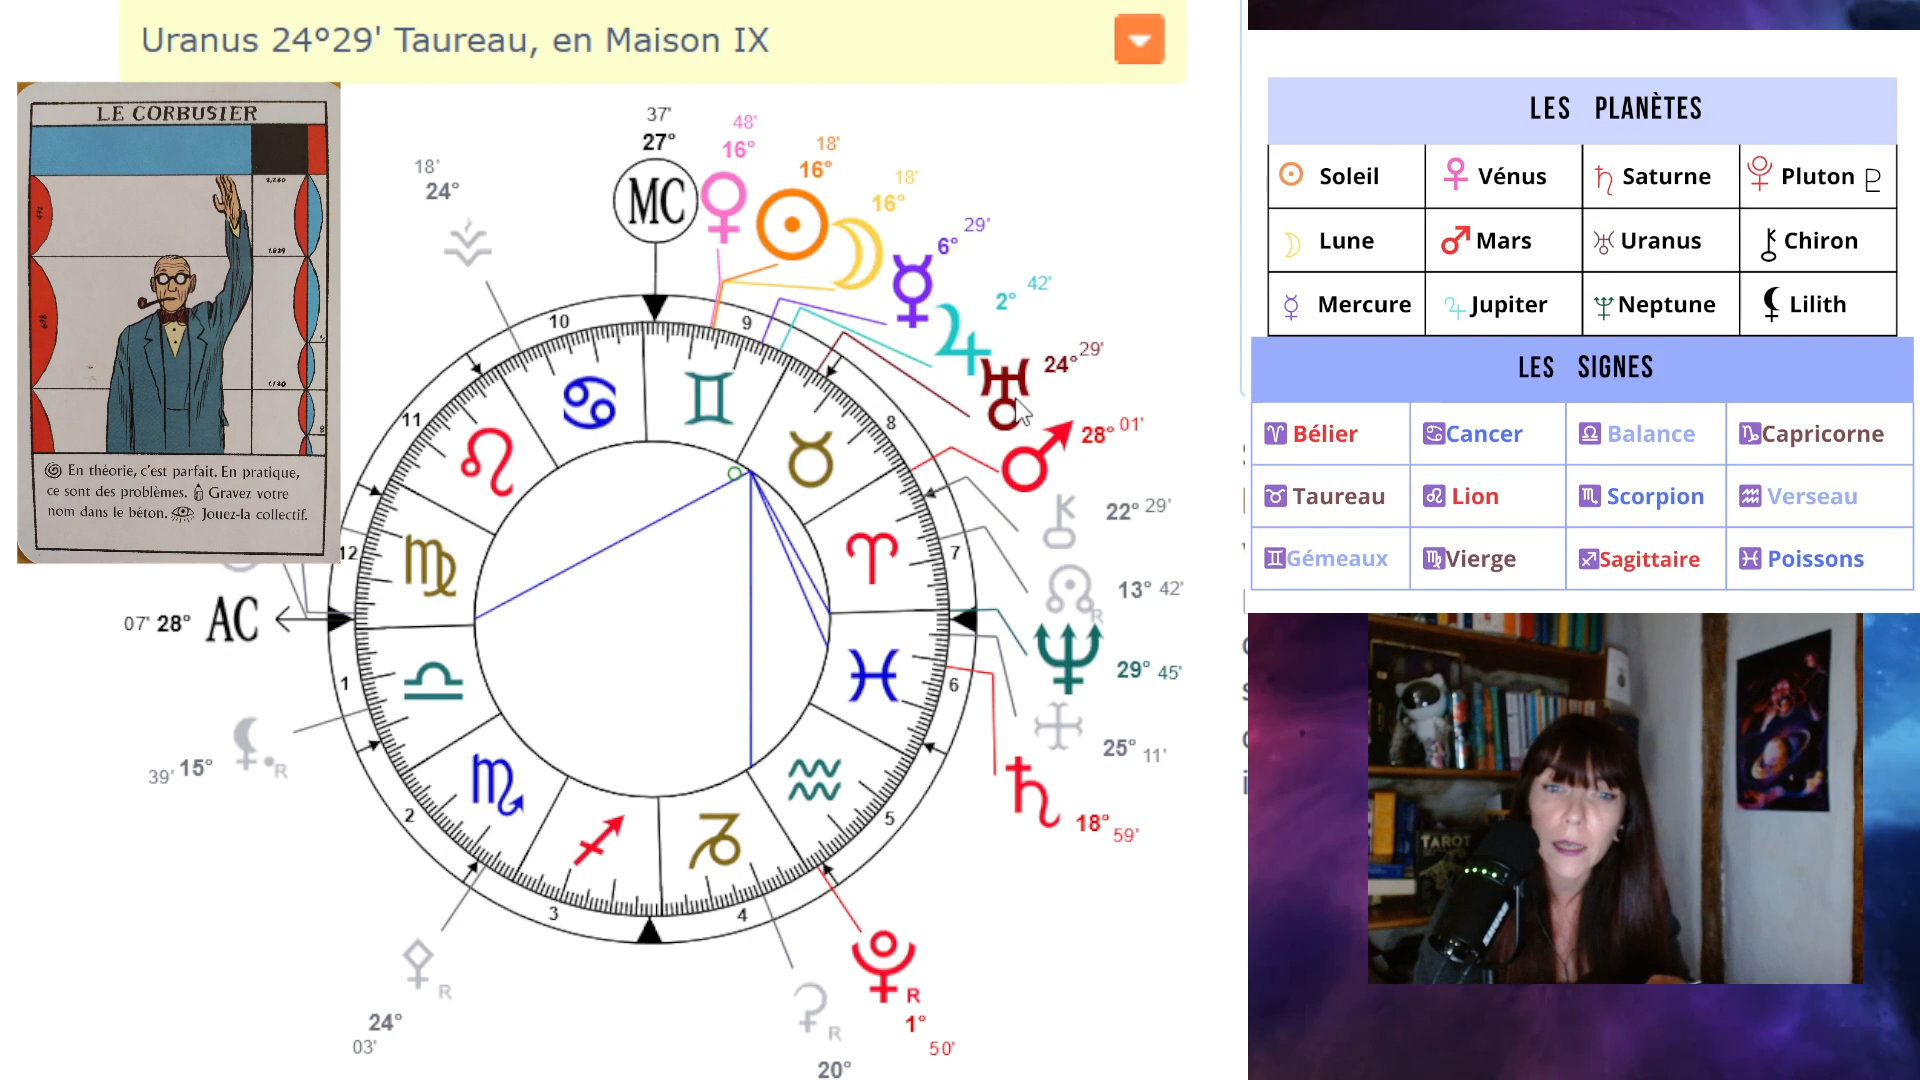 Uranus 24°29' Taureau, en Maison IX
LE CORBUSIER
En théorie, c'est parfait. En pratique,
ce sont des problèmes. Gravez votre
nom dans le béton. Jouez-la collectif.
37'
27°
MC
48'
16°
18'
16°
18'
16°
29'
6°
42'
2°
24° 29'
28° 01'
22° 29'
13° 42'
R
29° 45'
25° 11'
18° 59'
R
1°
50'
R
20°
R
24°
03'
39' 15°
R
07' 28° AC
18'
24°
10
9
8
7
6
5
4
3
2
1
12
11
LES PLANÈTES
Soleil Vénus Saturne Pluton
Lune Mars Uranus Chiron
Mercure Jupiter Neptune Lilith
LES SIGNES
Bélier Cancer Balance Capricorne
Taureau Lion Scorpion Verseau
Gémeaux Vierge Sagittaire Poissons
TAROT
SHURE